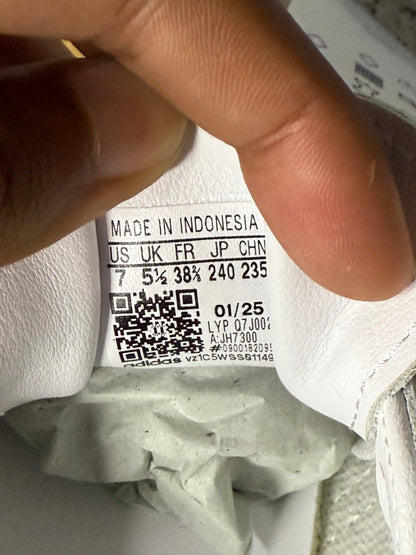 MADE IN INDONESIA
US UK FR JP CHN
7 5½ 38⅔ 240 235
01/25
LYP Q7J002
A:JH7300
#0900182095
adidas vz1C5WSS01149